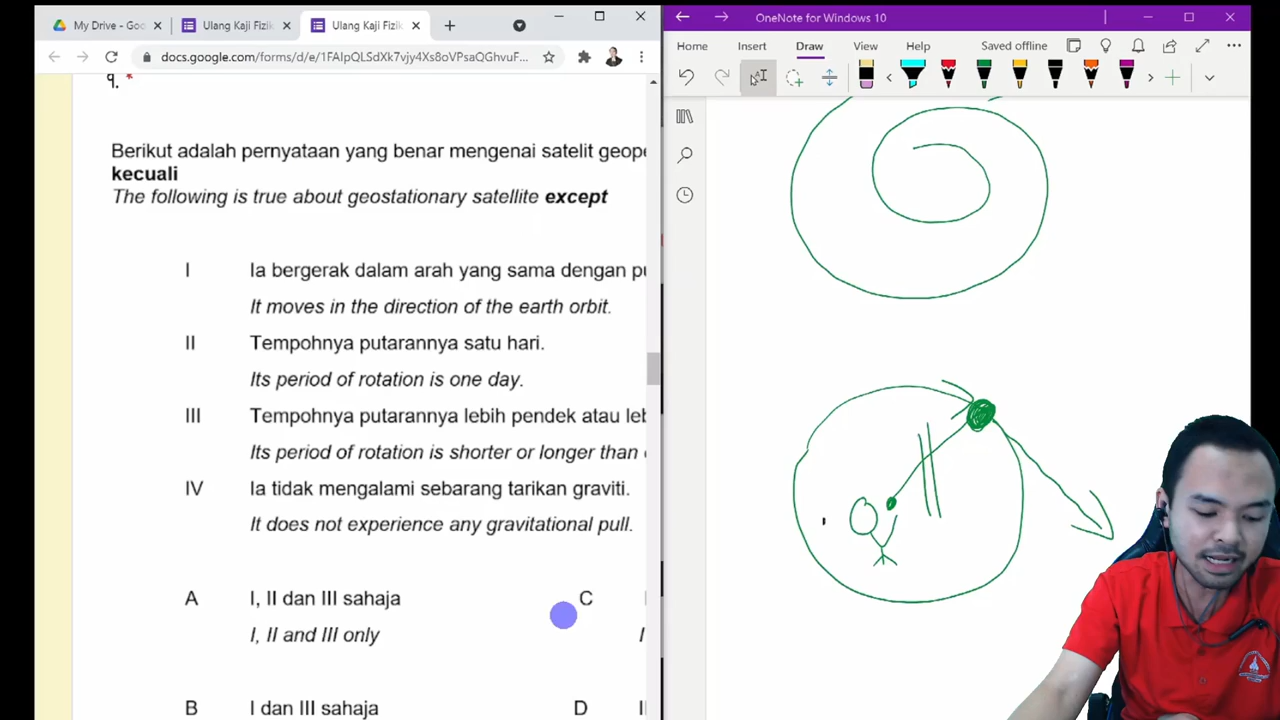 My Drive - Goo
Ulang Kaji Fizik
Ulang Kaji Fizik
docs.google.com/forms/d/e/1FAIpQLSdXk7vjy4Xs8oVPsaQGhvuF...
9. *
Berikut adalah pernyataan yang benar mengenai satelit geope
kecuali
The following is true about geostationary satellite except
I Ia bergerak dalam arah yang sama dengan pu
It moves in the direction of the earth orbit.
II Tempohnya putarannya satu hari.
Its period of rotation is one day.
III Tempohnya putarannya lebih pendek atau leb
Its period of rotation is shorter or longer than
IV Ia tidak mengalami sebarang tarikan graviti.
It does not experience any gravitational pull.
A I, II dan III sahaja C
I, II and III only
B I dan III sahaja D
OneNote for Windows 10
Home Insert Draw View Help Saved offline